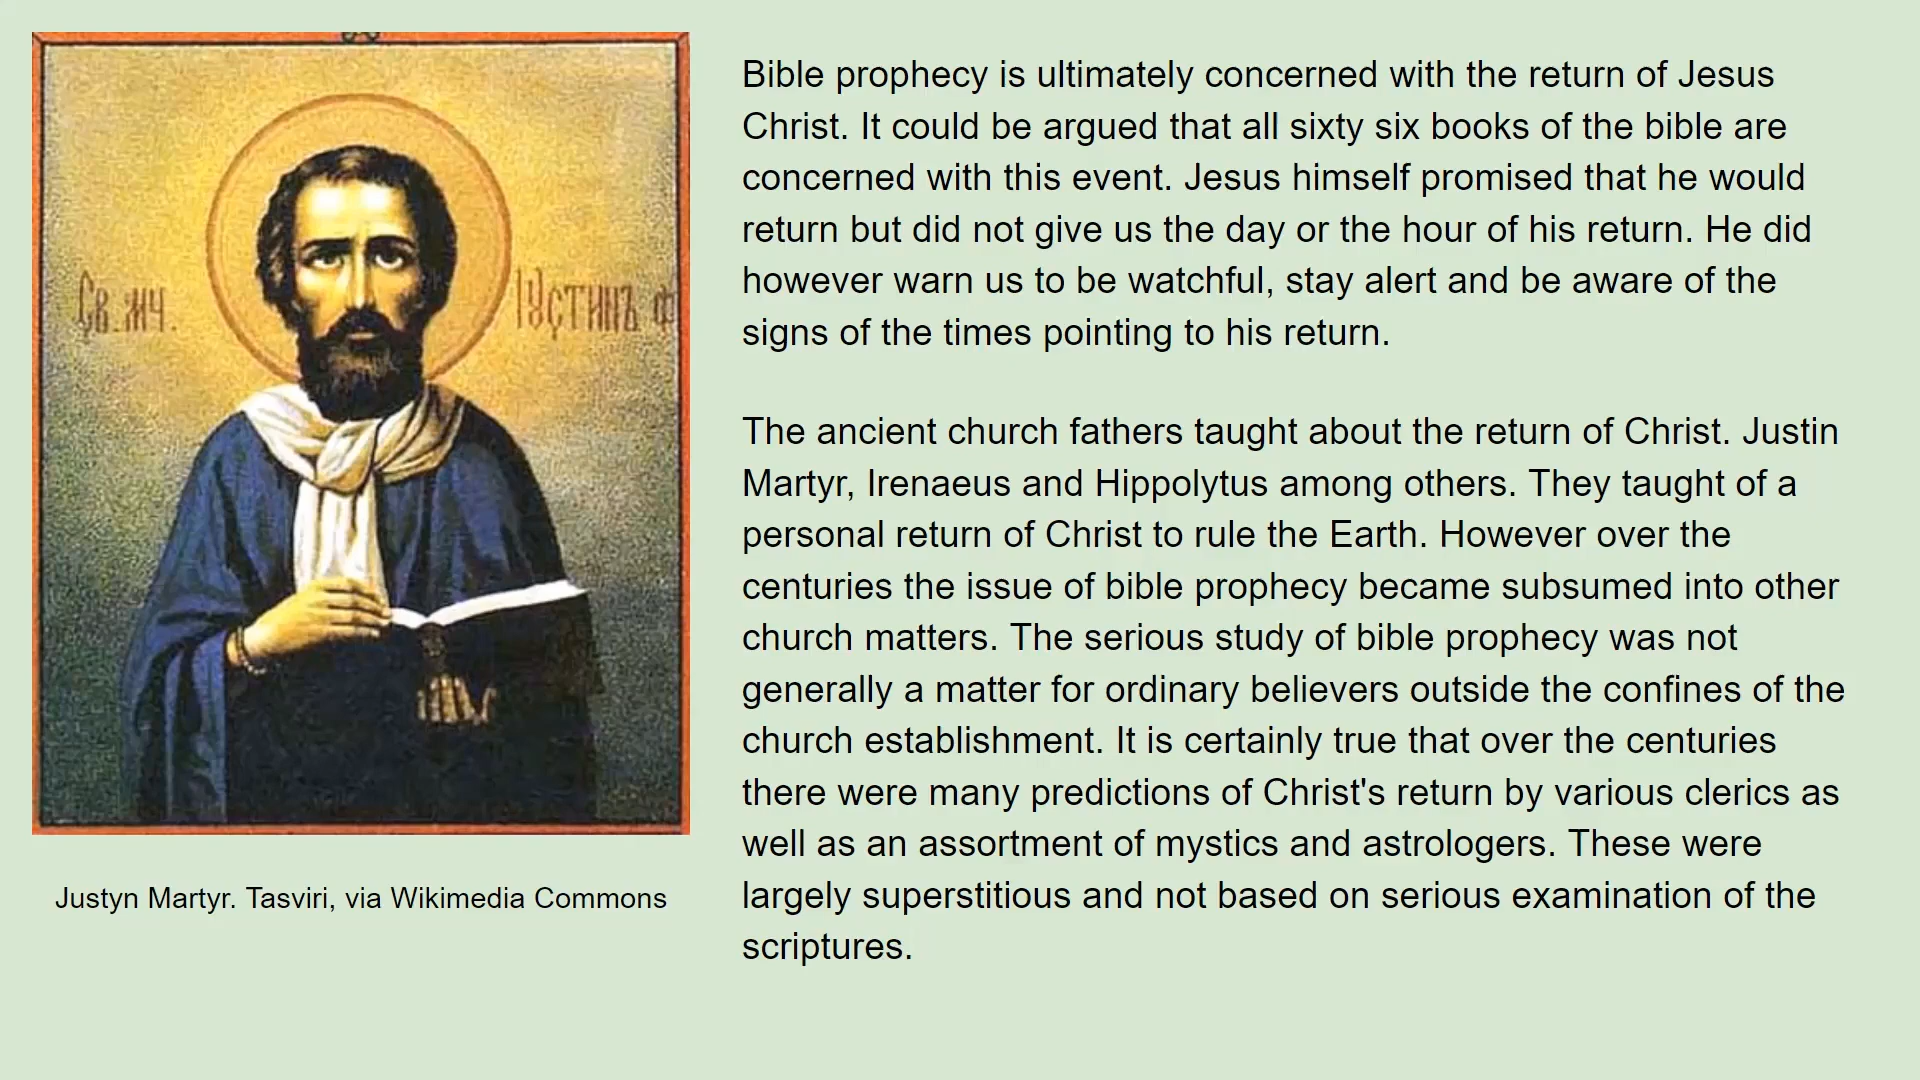 Св. мч.
Іꙋстинъ Ф
Justyn Martyr. Tasviri, via Wikimedia Commons
Bible prophecy is ultimately concerned with the return of Jesus
Christ. It could be argued that all sixty six books of the bible are
concerned with this event. Jesus himself promised that he would
return but did not give us the day or the hour of his return. He did
however warn us to be watchful, stay alert and be aware of the
signs of the times pointing to his return.
The ancient church fathers taught about the return of Christ. Justin
Martyr, Irenaeus and Hippolytus among others. They taught of a
personal return of Christ to rule the Earth. However over the
centuries the issue of bible prophecy became subsumed into other
church matters. The serious study of bible prophecy was not
generally a matter for ordinary believers outside the confines of the
church establishment. It is certainly true that over the centuries
there were many predictions of Christ's return by various clerics as
well as an assortment of mystics and astrologers. These were
largely superstitious and not based on serious examination of the
scriptures.